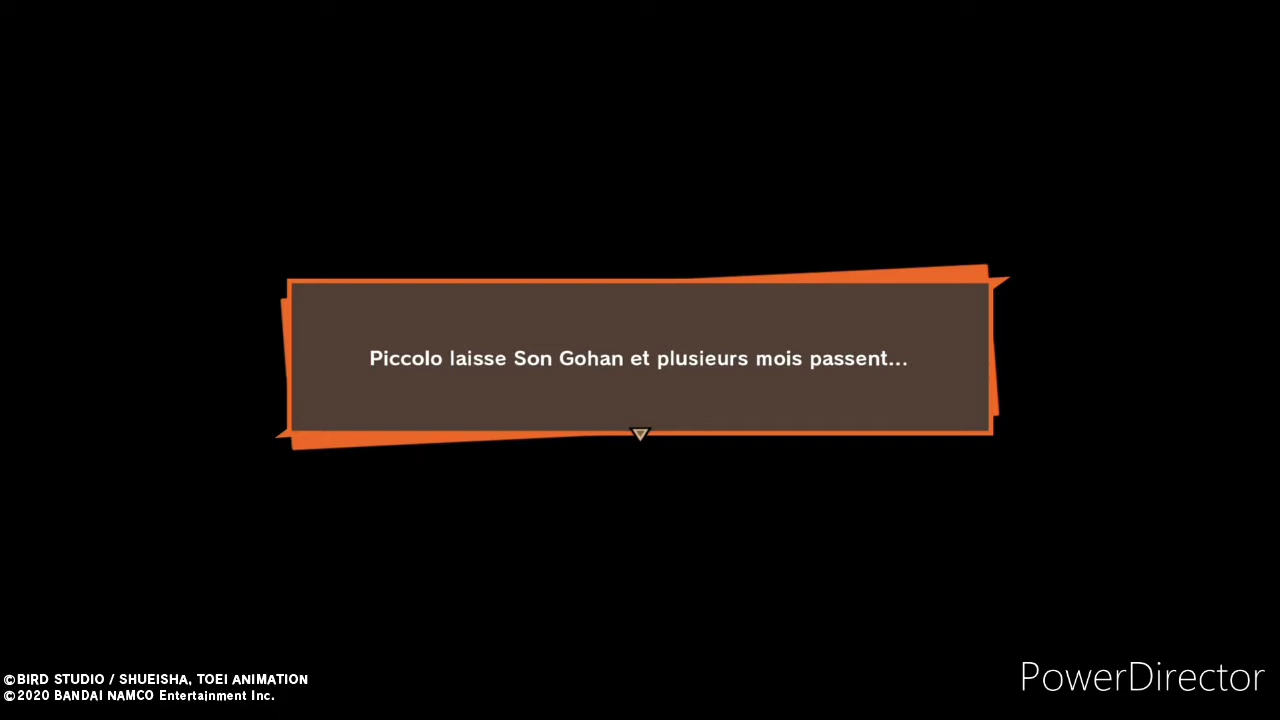 Piccolo laisse Son Gohan et plusieurs mois passent...
©BIRD STUDIO / SHUEISHA, TOEI ANIMATION
©2020 BANDAI NAMCO Entertainment Inc.
PowerDirector